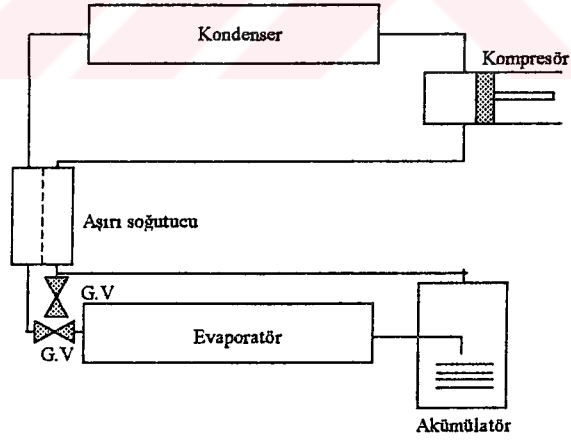 Kondenser
Kompresör
Aşırı soğutucu
G.V
G.V
Evaporatör
Akümülatör